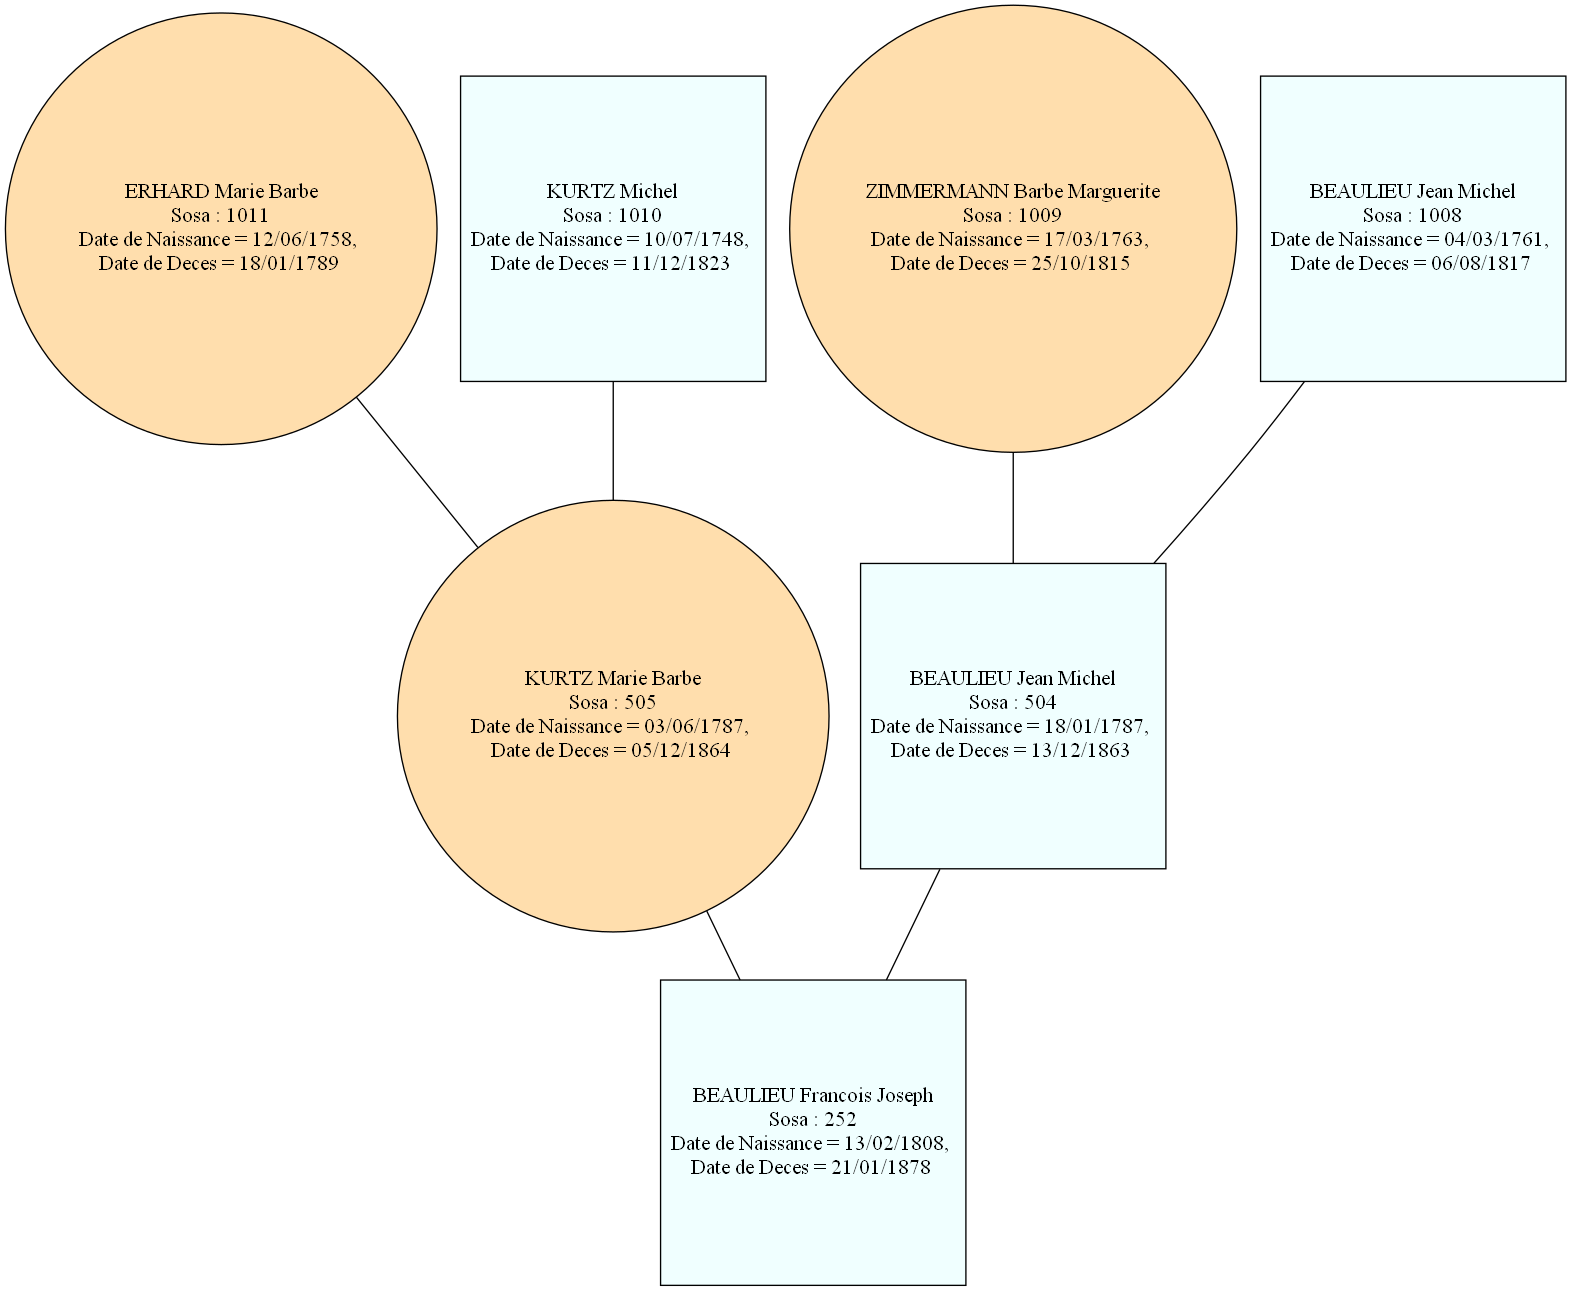 ERHARD Marie Barbe
Sosa : 1011
Date de Naissance = 12/06/1758,
Date de Deces = 18/01/1789
KURTZ Michel
Sosa : 1010
Date de Naissance = 10/07/1748,
Date de Deces = 11/12/1823
ZIMMERMANN Barbe Marguerite
Sosa : 1009
Date de Naissance = 17/03/1763,
Date de Deces = 25/10/1815
BEAULIEU Jean Michel
Sosa : 1008
Date de Naissance = 04/03/1761,
Date de Deces = 06/08/1817
KURTZ Marie Barbe
Sosa : 505
Date de Naissance = 03/06/1787,
Date de Deces = 05/12/1864
BEAULIEU Jean Michel
Sosa : 504
Date de Naissance = 18/01/1787,
Date de Deces = 13/12/1863
BEAULIEU Francois Joseph
Sosa : 252
Date de Naissance = 13/02/1808,
Date de Deces = 21/01/1878